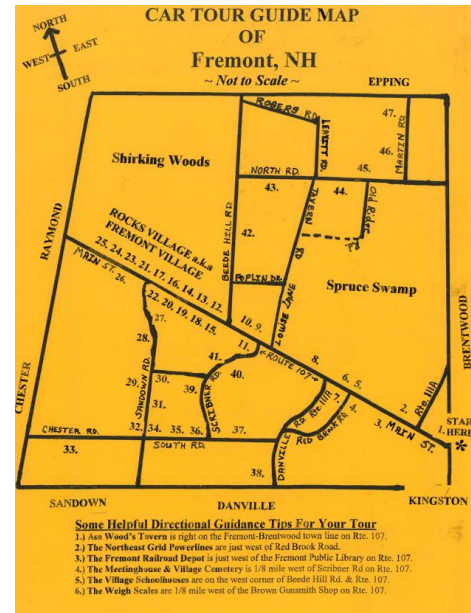 CAR TOUR GUIDE MAP
OF
Fremont, NH
~ Not to Scale ~
NORTH
WEST EAST
SOUTH
EPPING
ROGERS RD.
LEAVITT RD.
47.
MARTIN RD
46.
45.
Shirking Woods
NORTH RD.
43.
44.
TAVERN RD
Old Ridge Rd.
BEEDE HILL RD.
42.
RAYMOND
ROCKS VILLAGE a.k.a
FREMONT VILLAGE
25, 24, 23, 21, 17, 16, 14, 13, 12.
MAIN ST. 26.
POPLIN DR.
LOUSE LANE
Spruce Swamp
BRENTWOOD
22, 20, 19, 18, 15.
10. 9.
27.
11.
←ROUTE 107→
8.
28.
41.
40.
6. 5.
CHESTER
29.
30.
39.
SCRIBNER RD.
SANDOWN RD.
31.
7.
4.
2.
Rte. 111A
DANVILLE RD
Rte. 111A
RED BROOK RD
3. MAIN ST.
1.
START
HERE
*
CHESTER RD.
32. 34. 35. 36.
37.
33.
SOUTH RD.
38.
SANDOWN
DANVILLE
KINGSTON
Some Helpful Directional Guidance Tips For Your Tour
1.) Asa Wood's Tavern is right on the Fremont-Brentwood town line on Rte. 107.
2.) The Northeast Grid Powerlines are just west of Red Brook Road.
3.) The Fremont Railroad Depot is just west of the Fremont Public Library on Rte. 107.
4.) The Meetinghouse & Village Cemetery is 1/8 mile west of Scribner Rd on Rte. 107.
5.) The Village Schoolhouses are on the west corner of Beede Hill Rd. & Rte 107.
6.) The Weigh Scales are 1/8 mile west of the Brown Gunsmith Shop on Rte. 107.